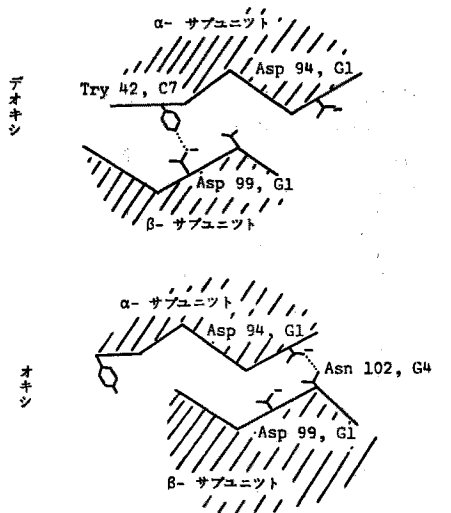 デオキシ
α- サブユニット
Asp 94, G1
Try 42, C7
Asp 99, G1
β- サブユニット
オキシ
α- サブユニット
Asp 94, G1
Asn 102, G4
Asp 99, G1
β- サブユニット